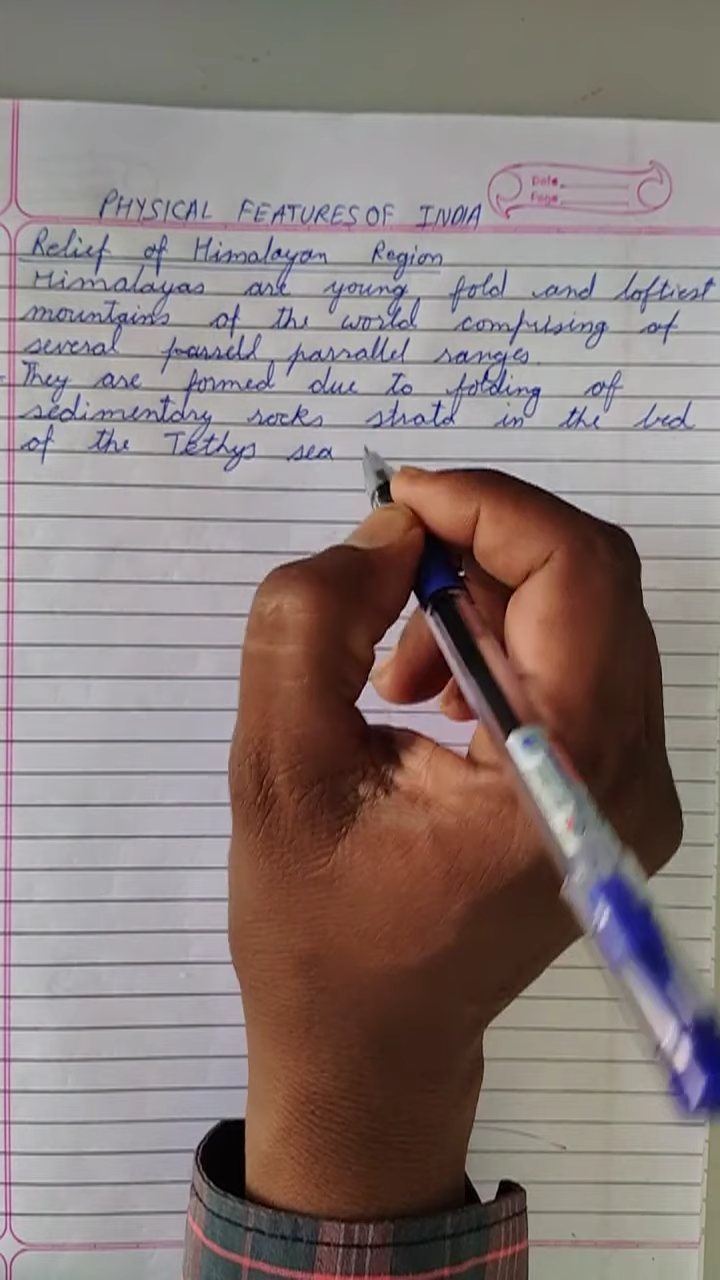 Date
Page
PHYSICAL FEATURES OF INDIA
Relief of Himalayan Region
Himalayas are young, fold and loftiest
mountains of the world comprising of
several parrell, parrallel ranges.
- They are formed due to folding of
sedimentary rocks strata in the bed
of the Tethys sea